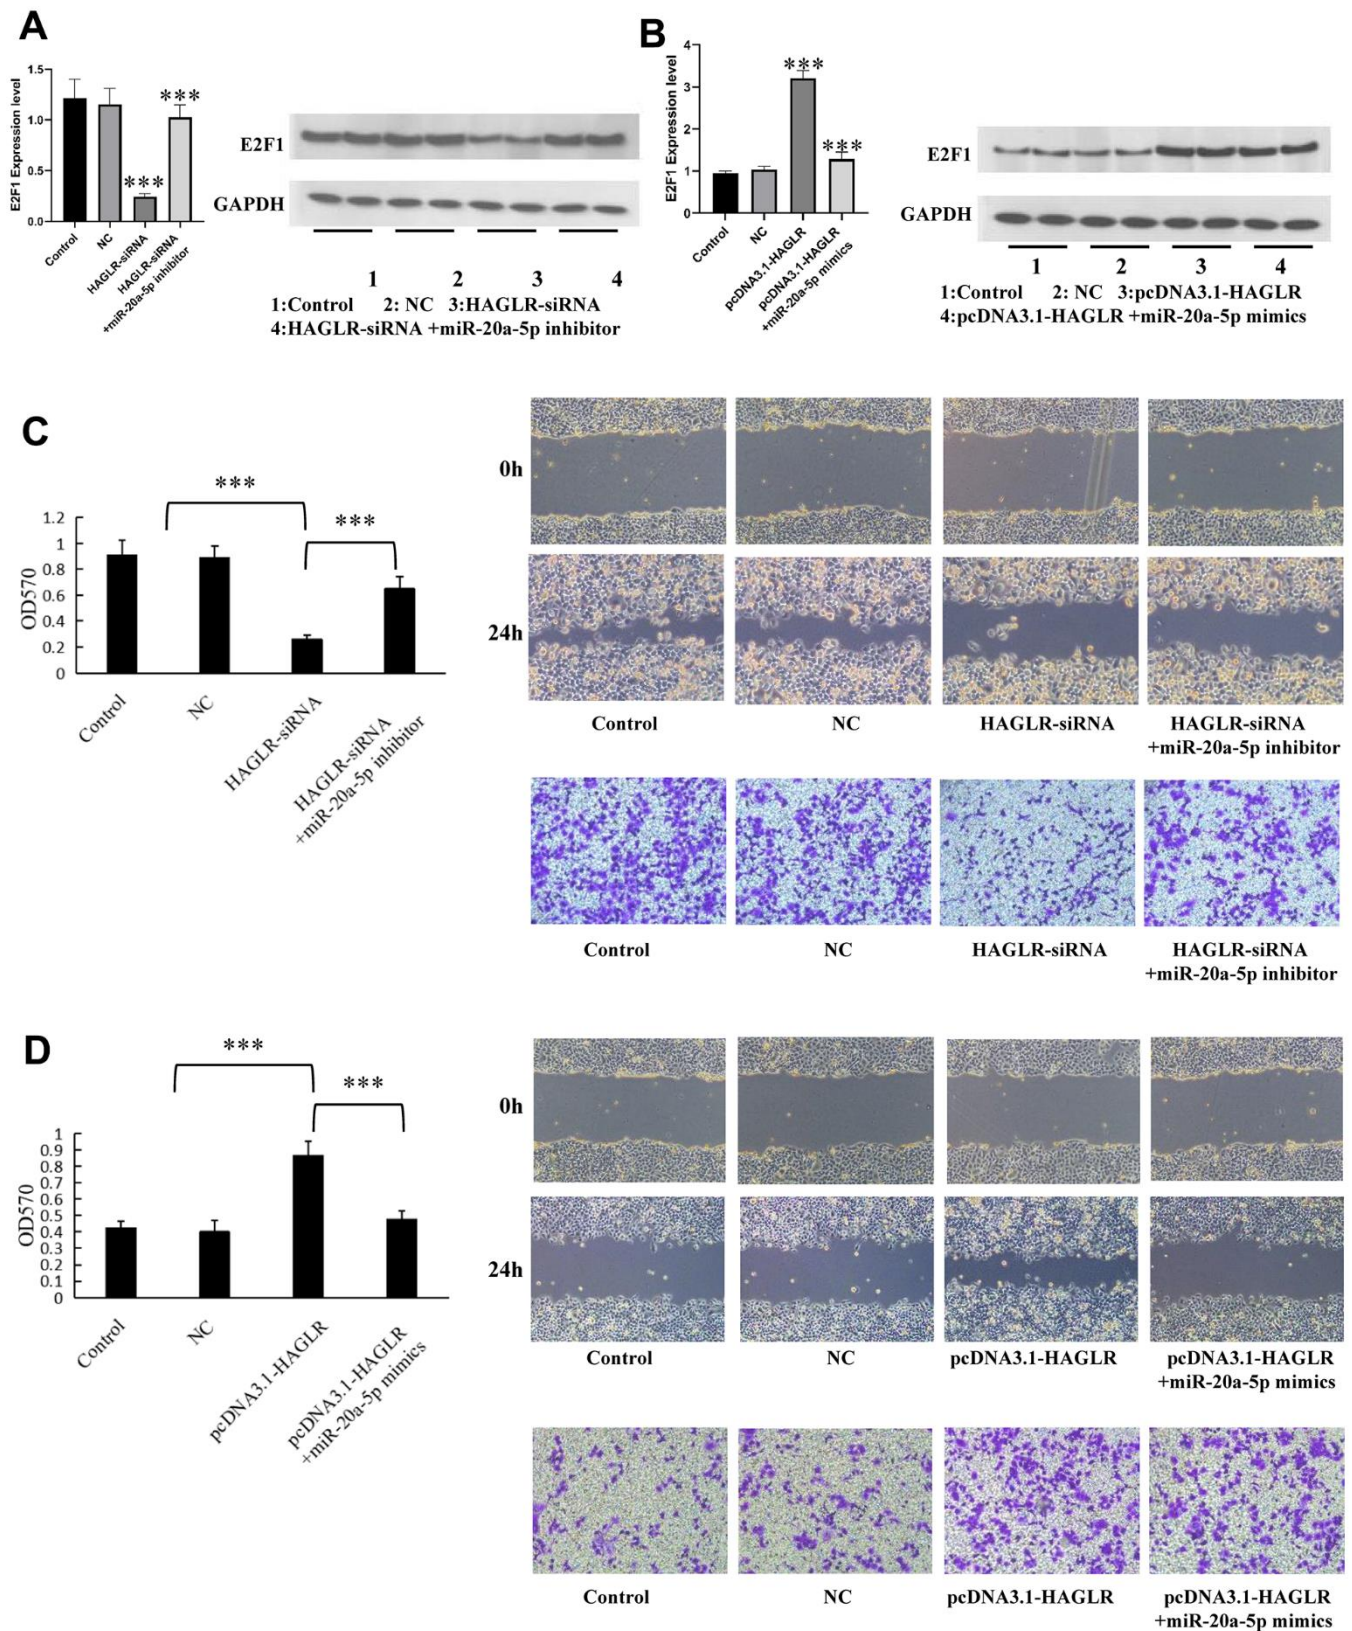 A
E2F1 Expression level
1.5
1.0
0.5
0.0
***
***
Control
NC
HAGLR-siRNA
HAGLR-siRNA
+miR-20a-5p inhibitor
E2F1
GAPDH
1 2 3 4
1:Control 2: NC 3:HAGLR-siRNA
4:HAGLR-siRNA +miR-20a-5p inhibitor
B
E2F1 Expression level
4
3
2
1
0
***
***
Control
NC
pcDNA3.1-HAGLR
pcDNA3.1-HAGLR
+miR-20a-5p mimics
E2F1
GAPDH
1 2 3 4
1:Control 2: NC 3:pcDNA3.1-HAGLR
4:pcDNA3.1-HAGLR +miR-20a-5p mimics
C
***
***
OD570
1.2
1
0.8
0.6
0.4
0.2
0
Control
NC
HAGLR-siRNA
HAGLR-siRNA
+miR-20a-5p inhibitor
0h
24h
Control NC HAGLR-siRNA HAGLR-siRNA
+miR-20a-5p inhibitor
Control NC HAGLR-siRNA HAGLR-siRNA
+miR-20a-5p inhibitor
D
***
***
OD570
1
0.9
0.8
0.7
0.6
0.5
0.4
0.3
0.2
0.1
0
Control
NC
pcDNA3.1-HAGLR
pcDNA3.1-HAGLR
+miR-20a-5p mimics
0h
24h
Control NC pcDNA3.1-HAGLR pcDNA3.1-HAGLR
+miR-20a-5p mimics
Control NC pcDNA3.1-HAGLR pcDNA3.1-HAGLR
+miR-20a-5p mimics